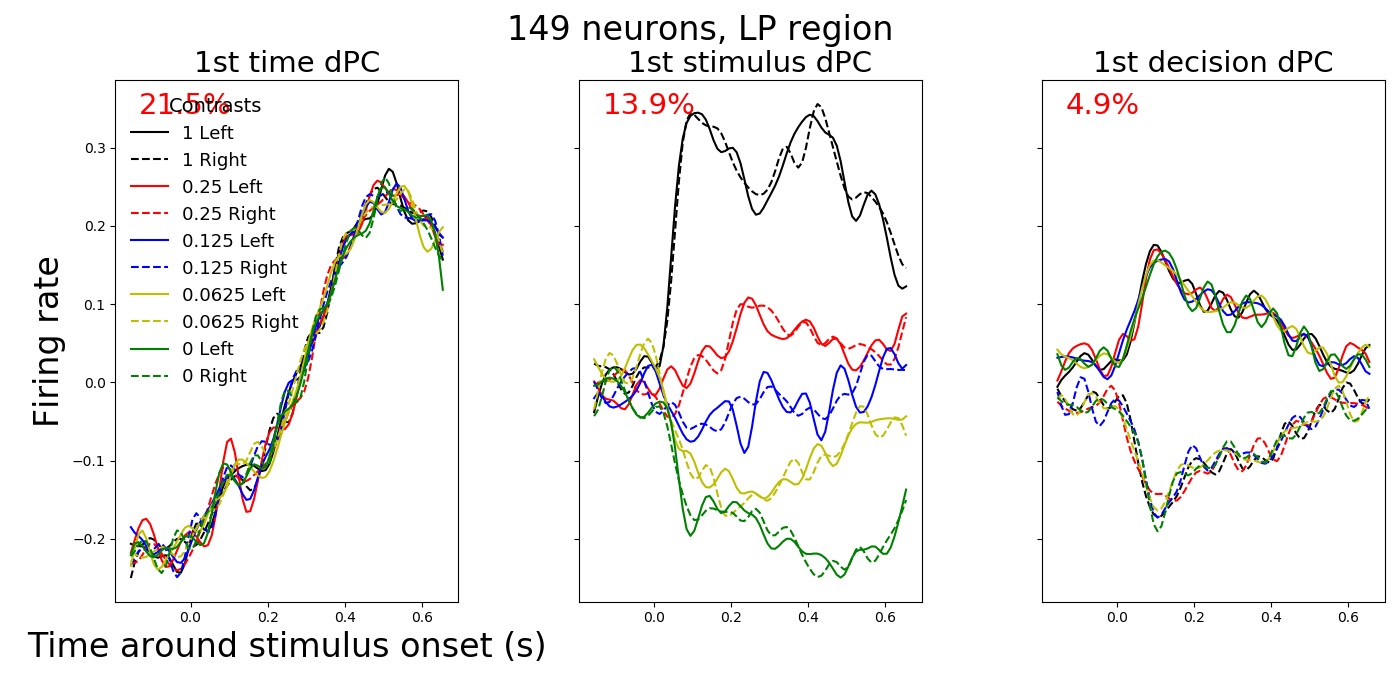 149 neurons, LP region
1st time dPC
1st stimulus dPC
1st decision dPC
21.5%
13.9%
4.9%
Contrasts
1 Left
1 Right
0.25 Left
0.25 Right
0.125 Left
0.125 Right
0.0625 Left
0.0625 Right
0 Left
0 Right
0.3
0.2
0.1
0.0
−0.1
−0.2
Firing rate
0.0 0.2 0.4 0.6
0.0 0.2 0.4 0.6
0.0 0.2 0.4 0.6
Time around stimulus onset (s)